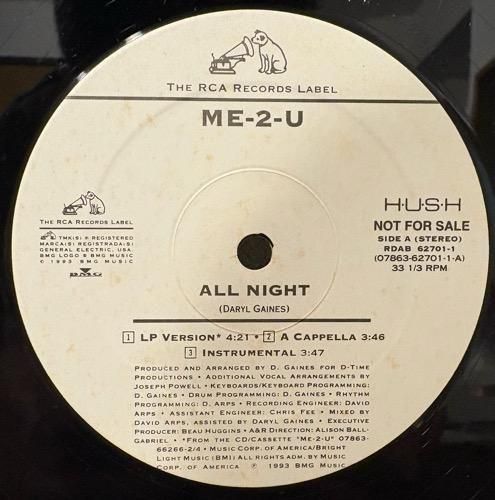 THE RCA RECORDS LABEL
ME-2-U
THE RCA RECORDS LABEL
TMK(S) ® REGISTERED
MARCA(S) REGISTRADA(S)
GENERAL ELECTRIC, USA.
BMG LOGO ® BMG MUSIC
© 1993 BMG MUSIC
BMG
H·U·S·H
NOT FOR SALE
SIDE A (STEREO)
RDAB 62701-1
(07863-62701-1-A)
33 1/3 RPM
ALL NIGHT
(DARYL GAINES)
1 LP VERSION* 4:21 • 2 A CAPPELLA 3:46
3 INSTRUMENTAL 3:47
PRODUCED AND ARRANGED BY D. GAINES FOR D-TIME
PRODUCTIONS • ADDITIONAL VOCAL ARRANGEMENTS BY
JOSEPH POWELL • KEYBOARDS/KEYBOARD PROGRAMMING:
D. GAINES • DRUM PROGRAMMING: D. GAINES • RHYTHM
PROGRAMMING: D. ARPS • RECORDING ENGINEER: DAVID
ARPS • ASSISTANT ENGINEER: CHRIS FEE • MIXED BY
DAVID ARPS, ASSISTED BY DARYL GAINES • EXECUTIVE
PRODUCER: BEAU HUGGINS • A&R DIRECTION: ALISON BALL-
GABRIEL • *FROM THE CD/CASSETTE "ME-2-U" 07863-
66266-2/4 • MUSIC CORP. OF AMERICA/BRIGHT
LIGHT MUSIC (BMI) ALL RIGHTS ADM. BY MUSIC
CORP. OF AMERICA ℗ 1993 BMG MUSIC